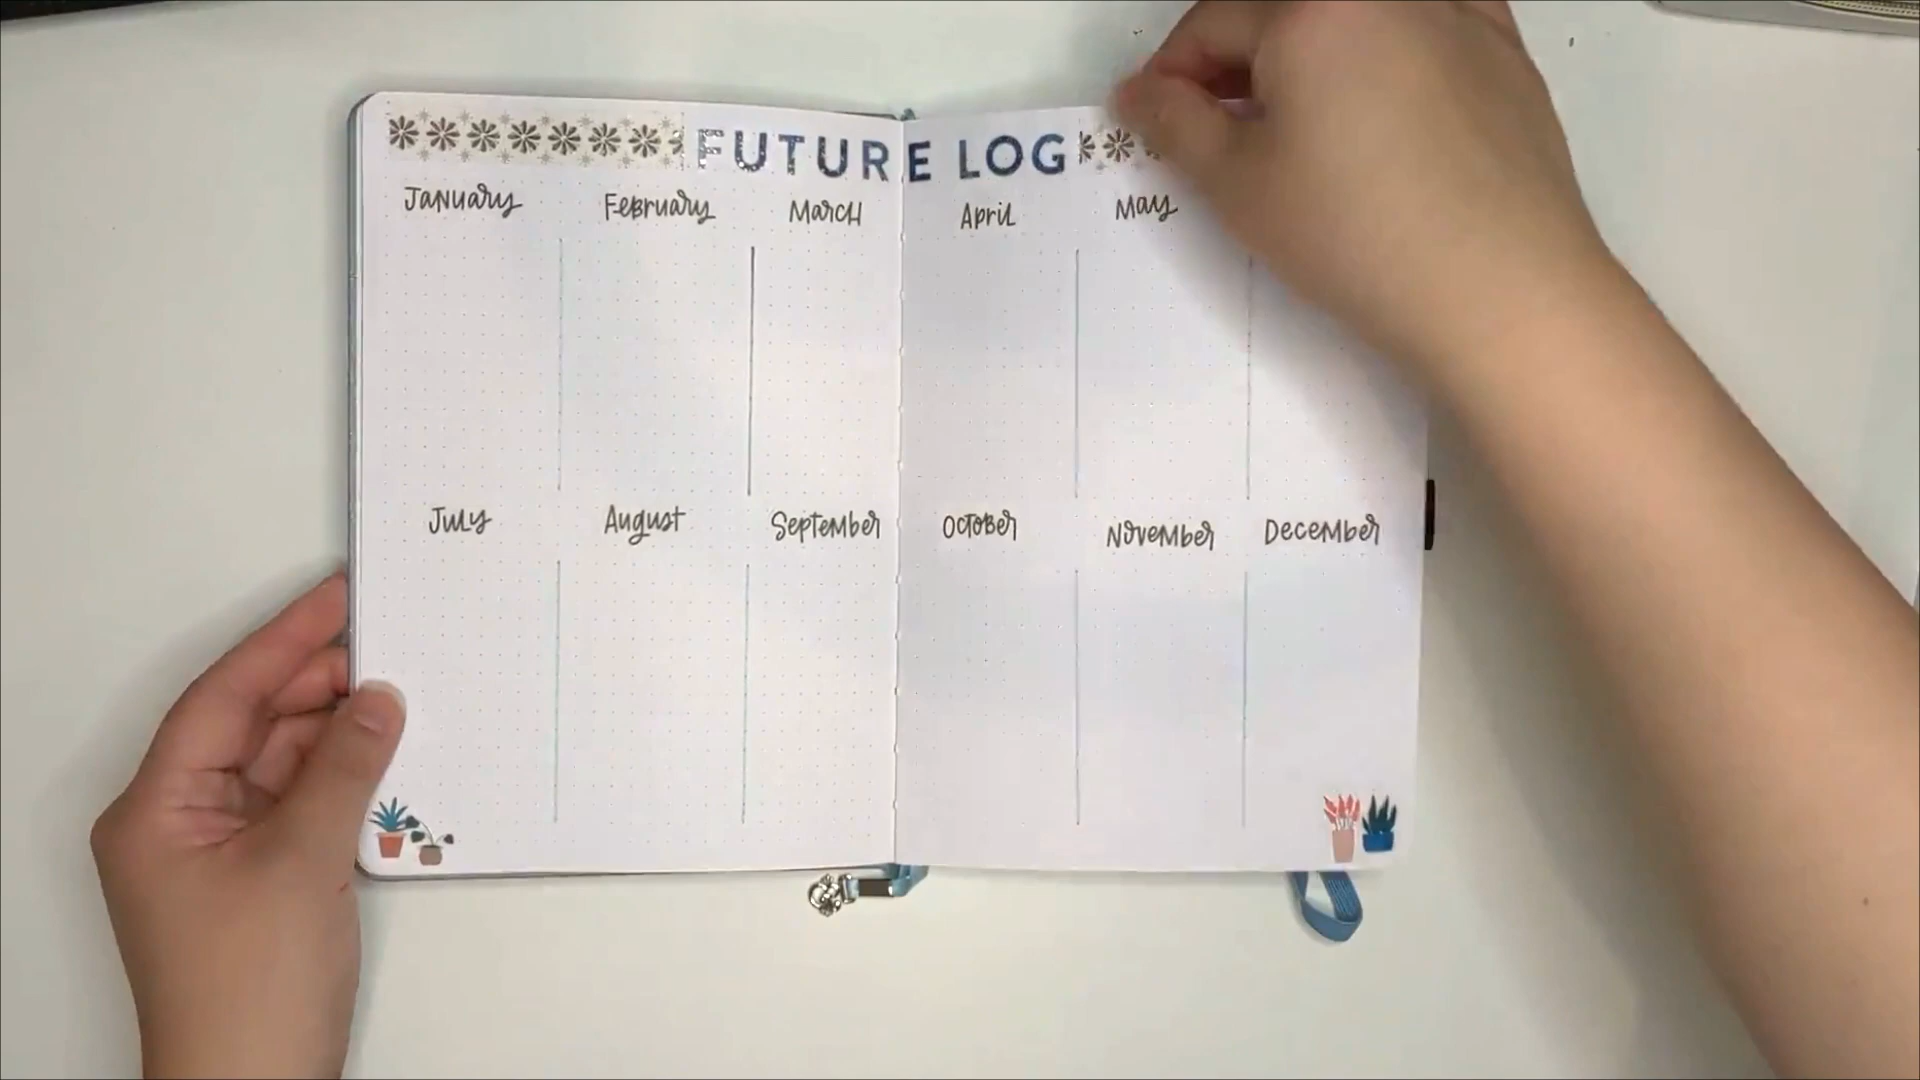 FUTURE LOG
January February March April May
July August September October November December